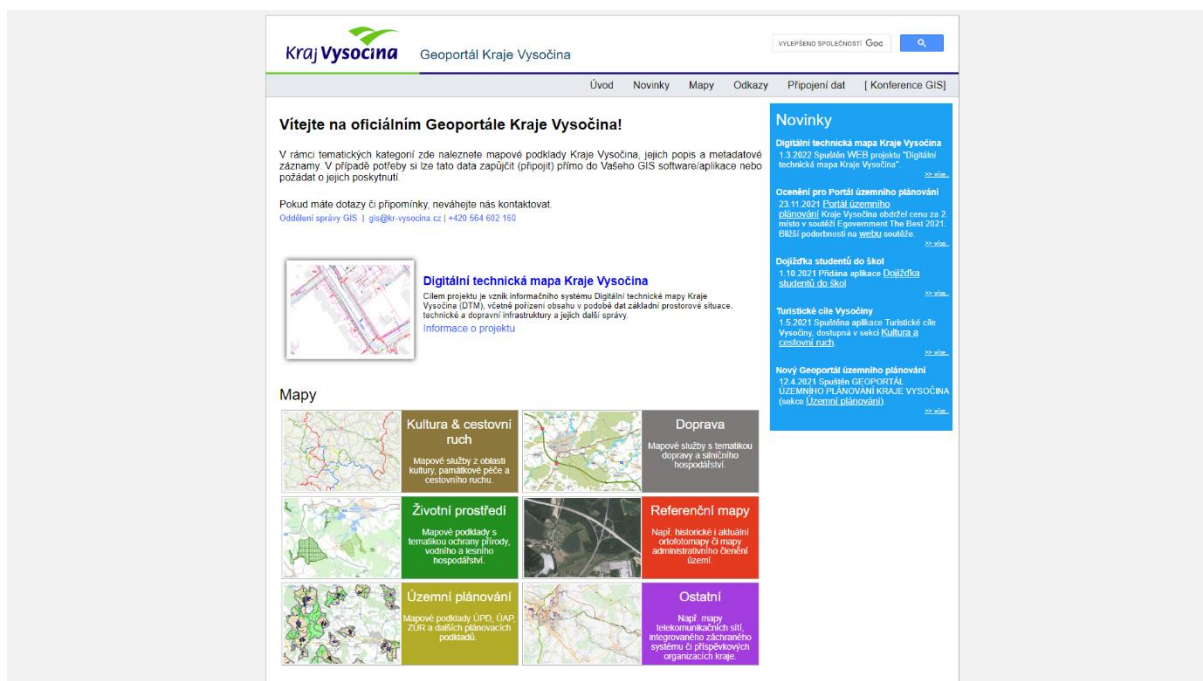 Kraj Vysočina
Geoportál Kraje Vysočina
VYLEPŠENO SPOLEČNOSTÍ Goo
Úvod Novinky Mapy Odkazy Připojení dat [ Konference GIS]
Vítejte na oficiálním Geoportále Kraje Vysočina!
V rámci tematických kategorií zde naleznete mapové podklady Kraje Vysočina, jejich popis a metadatové
záznamy. V případě potřeby si lze tato data zapůjčit (připojit) přímo do Vašeho GIS software/aplikace nebo
požádat o jejich poskytnutí.
Pokud máte dotazy či připomínky, neváhejte nás kontaktovat.
Oddělení správy GIS | gis@kr-vysocina.cz | +420 564 602 160
Digitální technická mapa Kraje Vysočina
Cílem projektu je vznik informačního systému Digitální technické mapy Kraje
Vysočina (DTM), včetně pořízení obsahu v podobě dat základní prostorové situace,
technické a dopravní infrastruktury a jejich další správy.
Informace o projektu
Mapy
Kultura & cestovní
ruch
Mapové služby z oblasti
kultury, památkové péče a
cestovního ruchu.
Doprava
Mapové služby s tematikou
dopravy a silničního
hospodářství.
Životní prostředí
Mapové podklady s
tematikou ochrany přírody,
vodního a lesního
hospodářství.
Referenční mapy
Např. historické i aktuální
ortofotomapy či mapy
administrativního členění
území.
Územní plánování
Mapové podklady ÚPD, ÚAP,
ZÚR a dalších plánovacích
podkladů.
Ostatní
Např. mapy
telekomunikačních sítí,
integrovaného záchraného
systému či příspěvkových
organizacích kraje.
Novinky
Digitální technická mapa Kraje Vysočina
1.3.2022 Spuštěn WEB projektu "Digitální
technické mapa Kraje Vysočina".
>> více..
Ocenění pro Portál územního plánování
23.11.2021 Portál územního
plánování Kraje Vysočina obdržel cenu za 2.
místo v soutěži Egovernment The Best 2021.
Bližší podorbnosti na webu soutěže.
>> více..
Dojížďka studentů do škol
1.10.2021 Přidána aplikace Dojížďka
studentů do škol
>> více..
Turistické cíle Vysočiny
1.5.2021 Spuštěna aplikace Turistické cíle
Vysočiny, dostupná v sekci Kultura a
cestovní ruch.
>> více..
Nový Geoportál územního plánování
12.4.2021 Spuštěn GEOPORTÁL
ÚZEMNÍHO PLÁNOVÁNÍ KRAJE VYSOČINA
(sekce Územní plánování).
>> více..